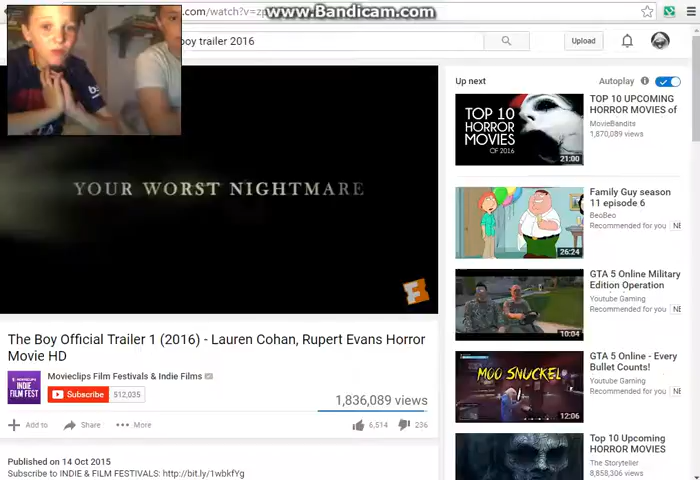 .com/watch?v=zp
www.Bandicam.com
boy trailer 2016
Upload
YOUR WORST NIGHTMARE
The Boy Official Trailer 1 (2016) - Lauren Cohan, Rupert Evans Horror
Movie HD
MOVIECLIPS
INDIE
FILM FEST
Movieclips Film Festivals & Indie Films
Subscribe
512,035
1,836,089 views
Add to
Share
More
6,514
236
Published on 14 Oct 2015
Subscribe to INDIE & FILM FESTIVALS: http://bit.ly/1wbkfYg
Up next
Autoplay
TOP 10
HORROR
MOVIES
OF 2016
21:00
TOP 10 UPCOMING
HORROR MOVIES of
MovieBandits
1,870,089 views
26:24
Family Guy season
11 episode 6
BeoBeo
Recommended for you
NE
10:04
GTA 5 Online Military
Edition Operation
Youtube Gaming
Recommended for you
NE
MOO SNUCKEL
12:06
GTA 5 Online - Every
Bullet Counts!
Youtube Gaming
Recommended for you
NE
Top 10 Upcoming
HORROR MOVIES
The Storyteller
8,858,306 views